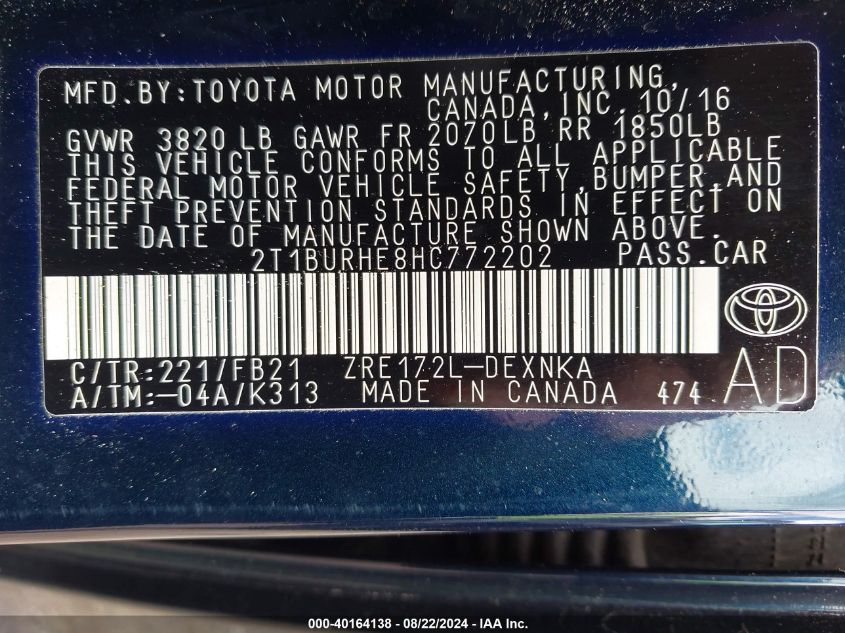 MFD.BY:TOYOTA MOTOR MANUFACTURING,
CANADA,INC. 10/16
GVWR 3820 LB GAWR FR 2070LB RR 1850LB
THIS VEHICLE CONFORMS TO ALL APPLICABLE
FEDERAL MOTOR VEHICLE SAFETY,BUMPER,AND
THEFT PREVENTION STANDARDS IN EFFECT ON
THE DATE OF MANUFACTURE SHOWN ABOVE.
2T1BURHE8HC772202 PASS.CAR
C/TR:221/FB21 ZRE172L-DEXNKA
A/TM:-04A/K313 MADE IN CANADA 474 AD
000-40164138 - 08/22/2024 - IAA Inc.